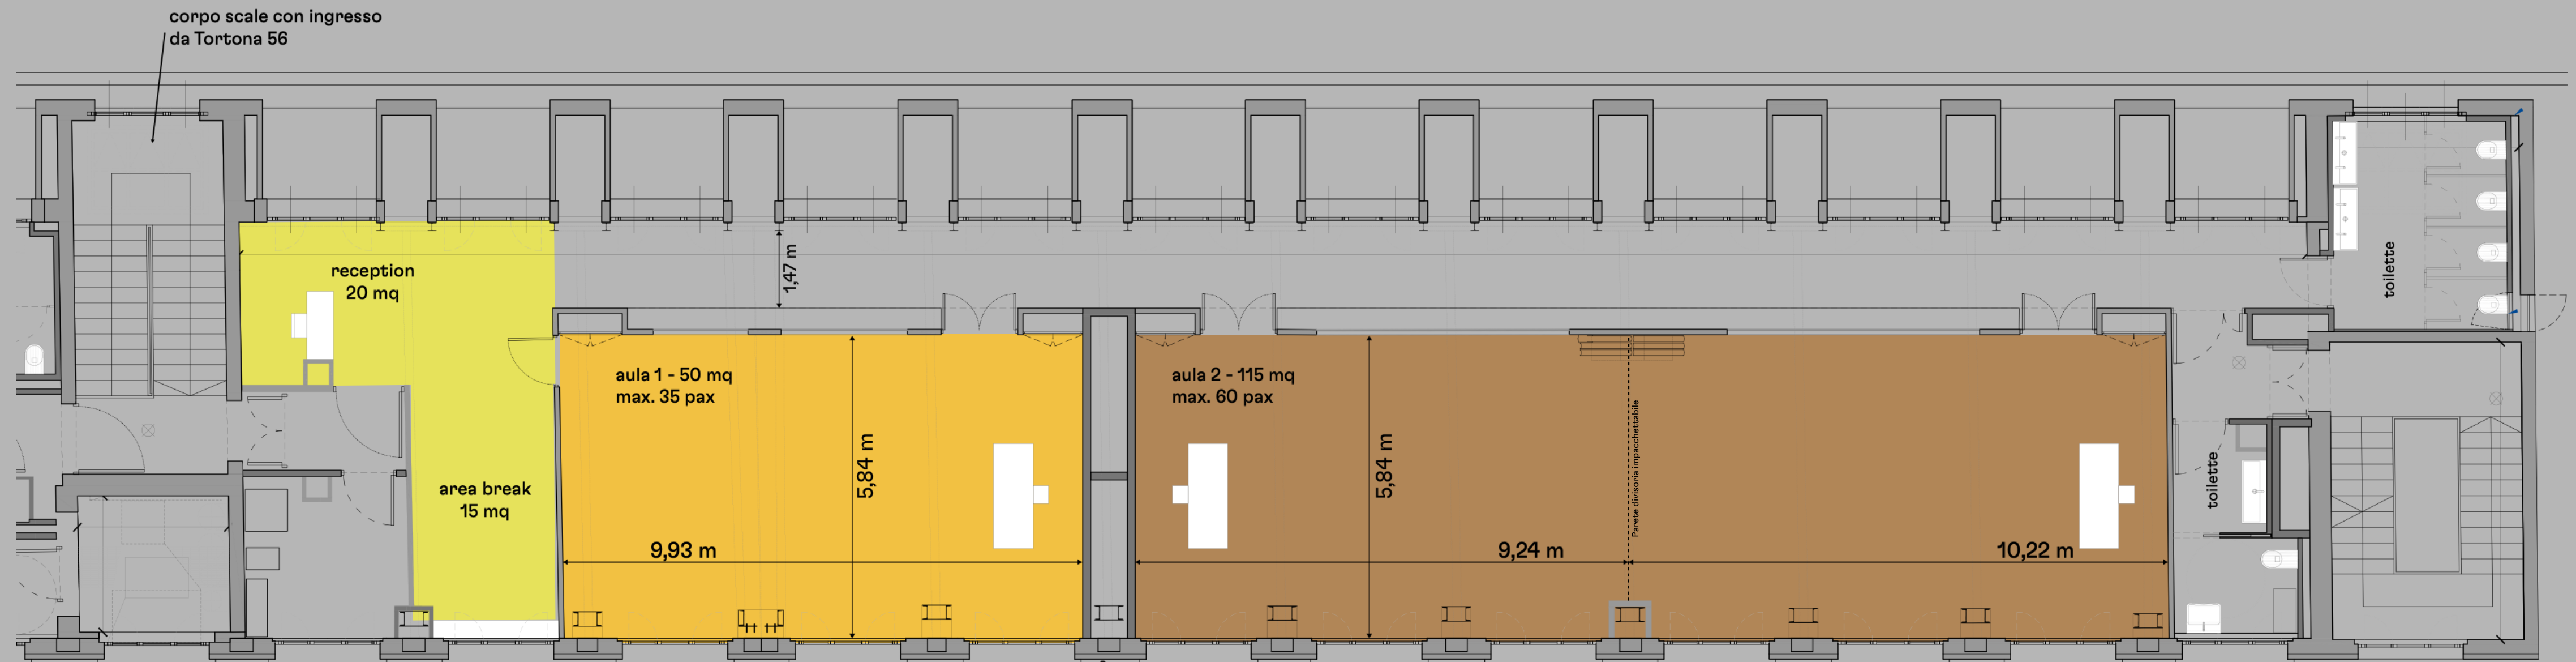 corpo scale con ingresso
da Tortona 56
reception
20 mq
1,47 m
toilette
aula 1 - 50 mq
max. 35 pax
aula 2 - 115 mq
max. 60 pax
Parete divisoria impacchettabile
5,84 m
5,84 m
area break
15 mq
toilette
9,93 m
9,24 m
10,22 m